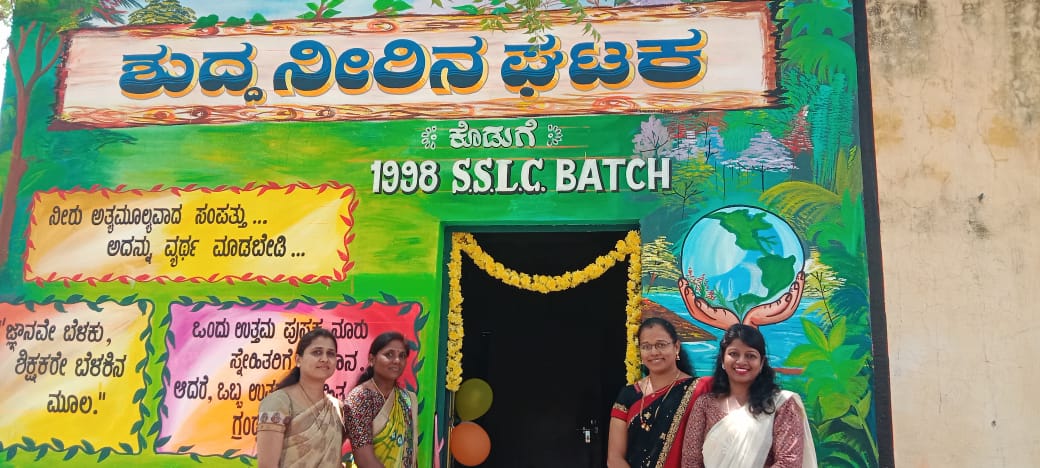 ಶುದ್ದ ನೀರಿನ ಘಟಕ
ಕೊಡುಗೆ
1998 S.S.L.C. BATCH
ನೀರು ಅತ್ಯಮೂಲ್ಯವಾದ ಸಂಪತ್ತು...
ಅದನ್ನು ವ್ಯರ್ಥ ಮಾಡಬೇಡಿ...
"ಜ್ಞಾನವೇ ಬೆಳಕು,
ಶಿಕ್ಷಕರೇ ಬೆಳಕಿನ
ಮೂಲ."
ಒಂದು ಉತ್ತಮ ಪುಸ್ತಕ ನೂರು
ಸ್ನೇಹಿತರಿಗೆ
ಆದರೆ, ಒಬ್ಬ